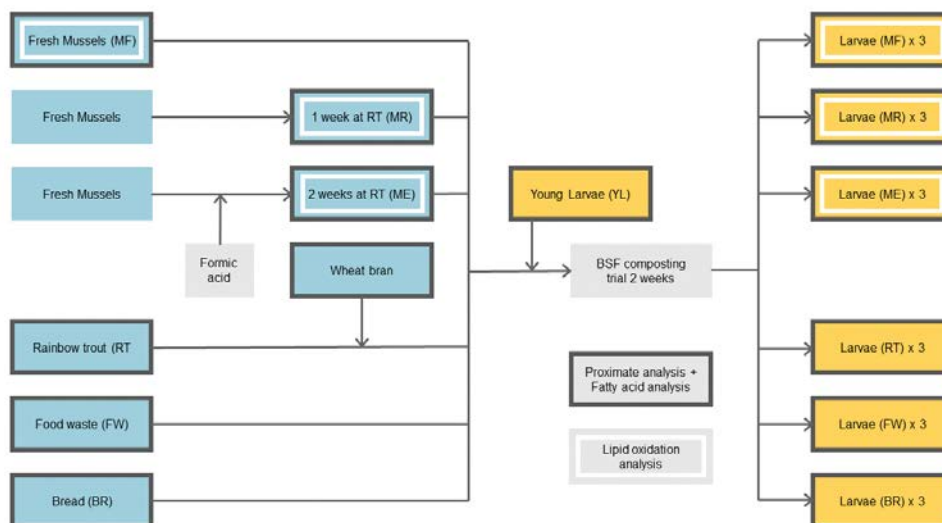 Fresh Mussels (MF)
Larvae (MF) x 3
Fresh Mussels
1 week at RT (MR)
Larvae (MR) x 3
Fresh Mussels
2 weeks at RT (ME)
Young Larvae (YL)
Larvae (ME) x 3
Formic
acid
Wheat bran
BSF composting
trial 2 weeks
Rainbow trout (RT
Proximate analysis +
Fatty acid analysis
Larvae (RT) x 3
Food waste (FW)
Lipid oxidation
analysis
Larvae (FW) x 3
Bread (BR)
Larvae (BR) x 3